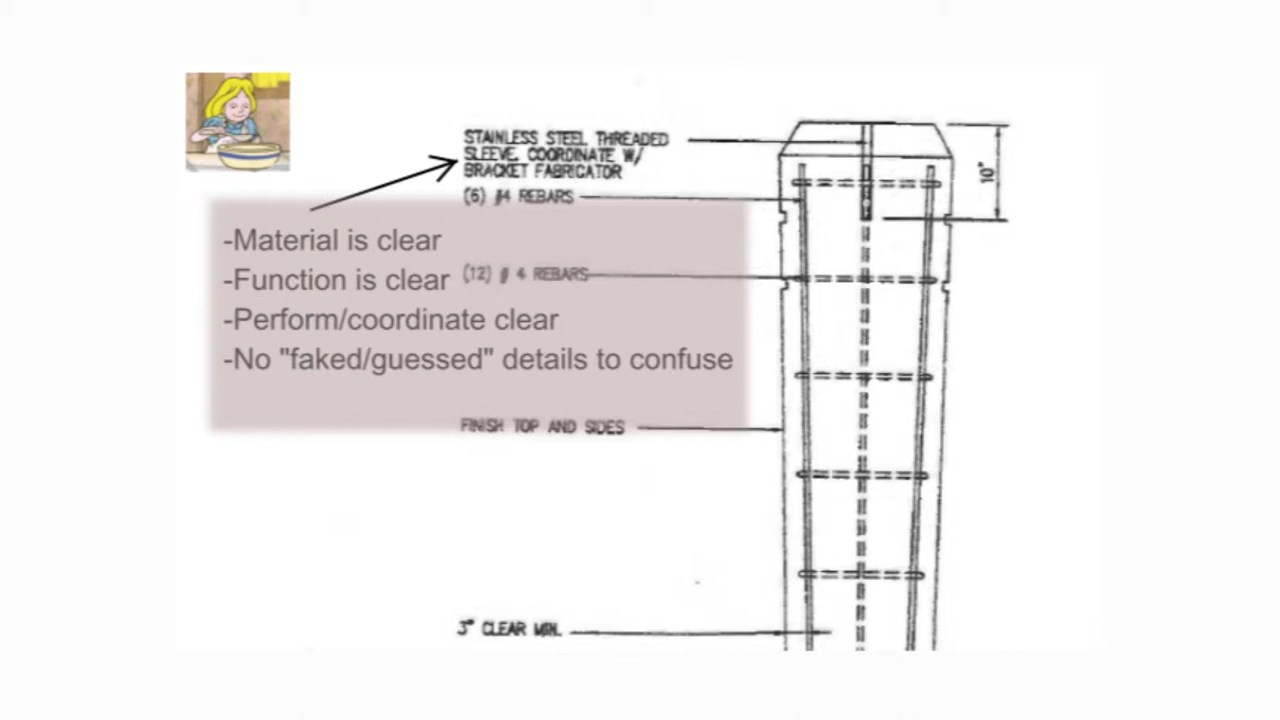 STAINLESS STEEL THREADED
SLEEVE. COORDINATE W/
BRACKET FABRICATOR
(6) #4 REBARS
10"
-Material is clear
-Function is clear
(12) # 4 REBARS
-Perform/coordinate clear
-No "faked/guessed" details to confuse
FINISH TOP AND SIDES
3" CLEAR MIN.